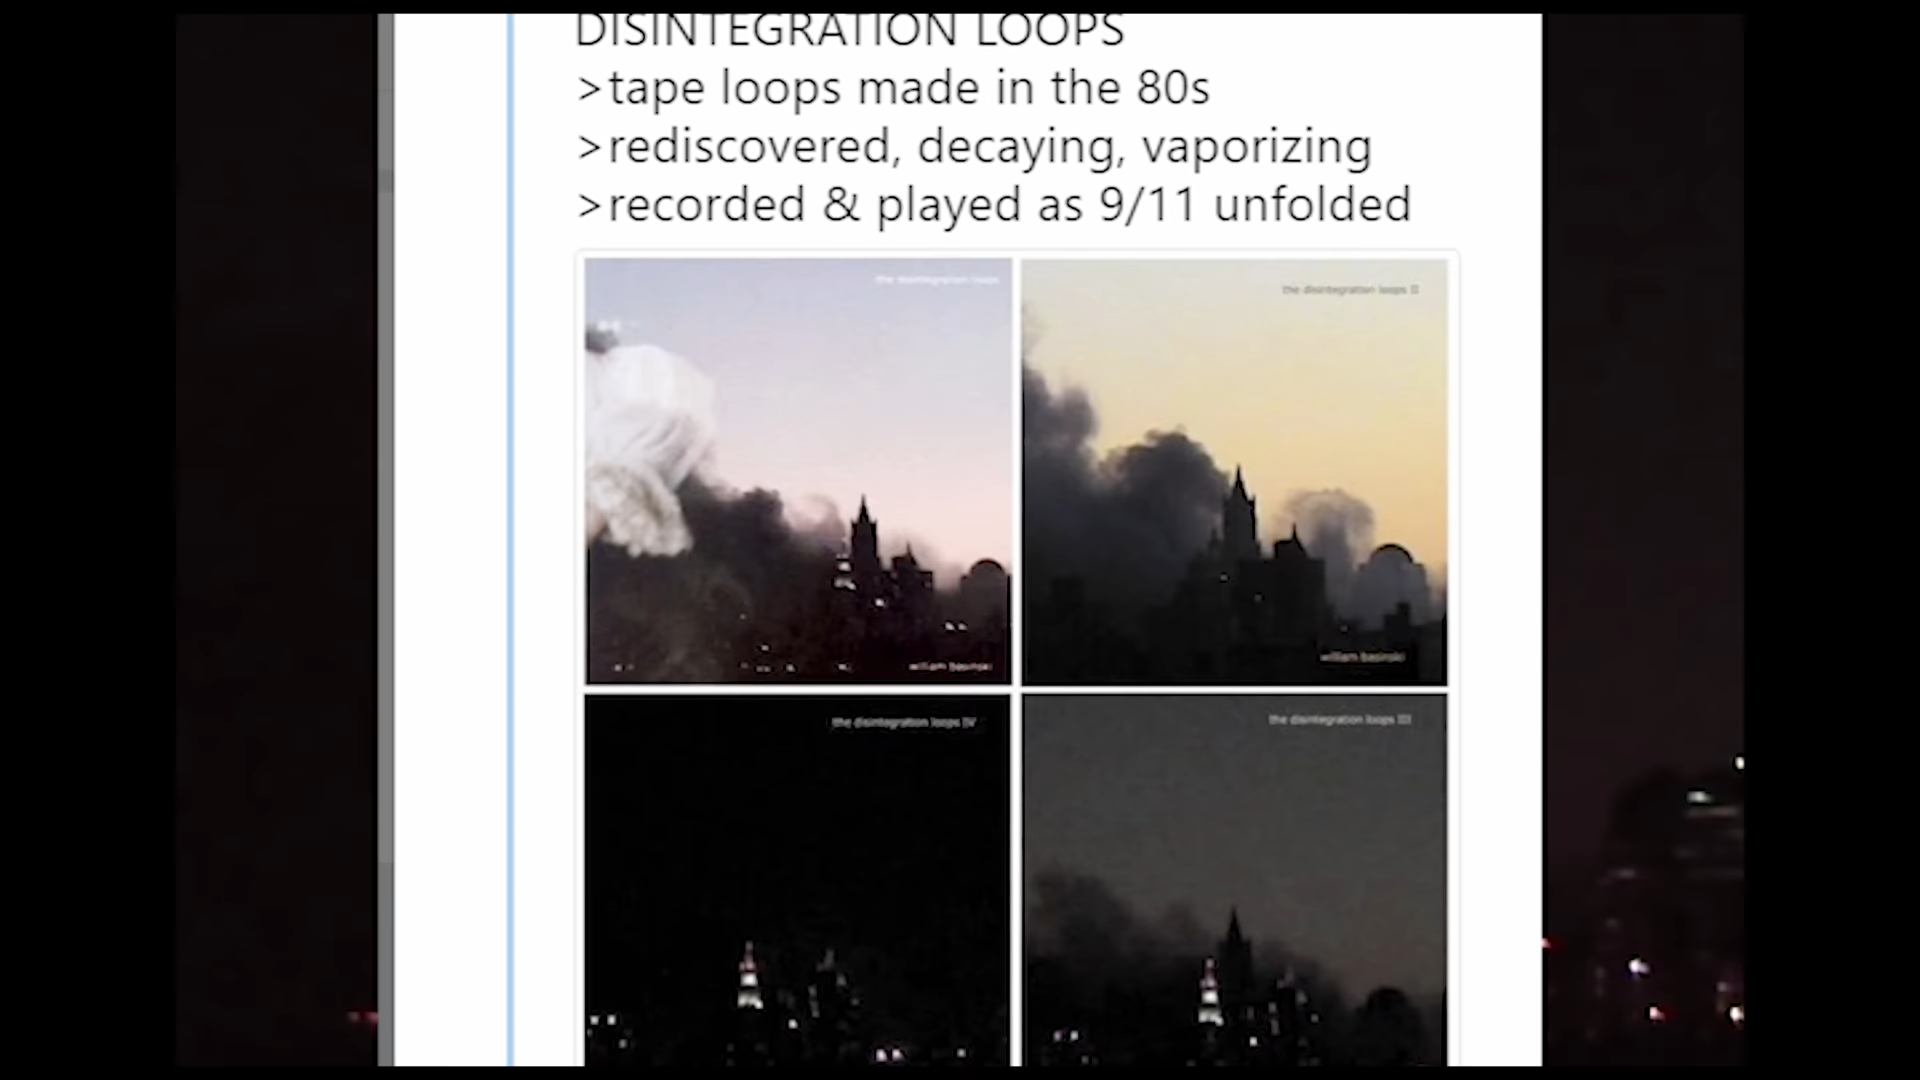 DISINTEGRATION LOOPS
>tape loops made in the 80s
>rediscovered, decaying, vaporizing
>recorded & played as 9/11 unfolded
the disintegration loops
the disintegration loops II
william basinski
william basinski
the disintegration loops IV
the disintegration loops III